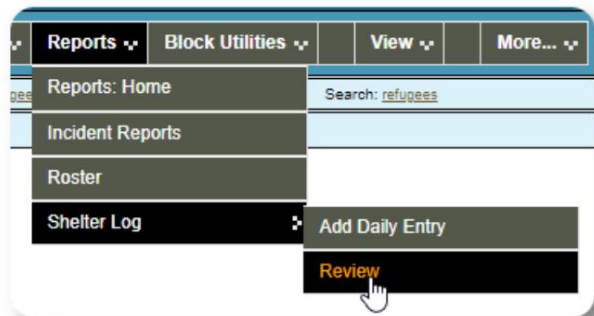 Reports Block Utilities View More...
Reports: Home
Search: refugees
Incident Reports
Roster
Shelter Log
Add Daily Entry
Review